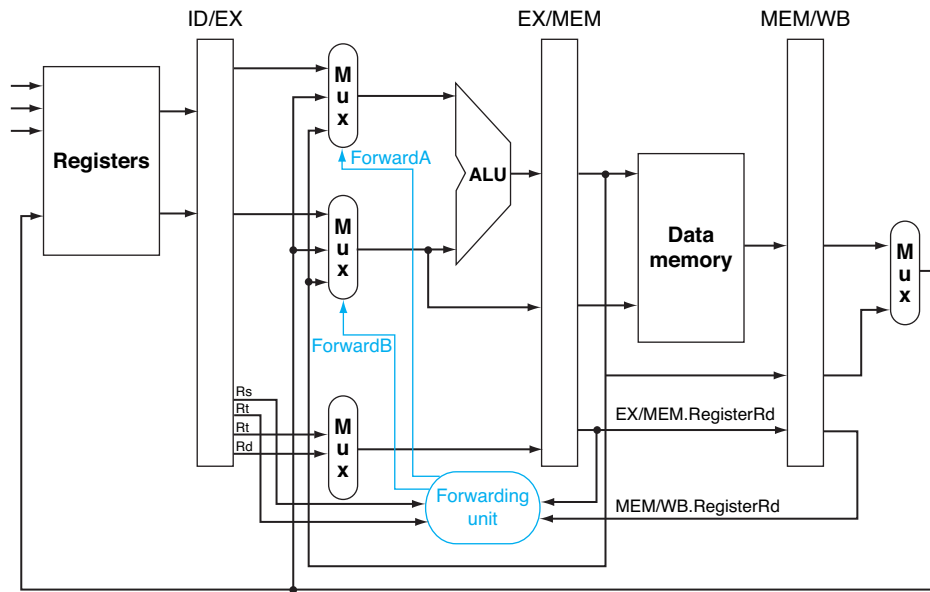 ID/EX
EX/MEM
MEM/WB
M
u
x
Registers
ForwardA
ALU
M
u
x
Data
memory
M
u
x
ForwardB
Rs
Rt
Rt
Rd
M
u
x
EX/MEM.RegisterRd
Forwarding
unit
MEM/WB.RegisterRd